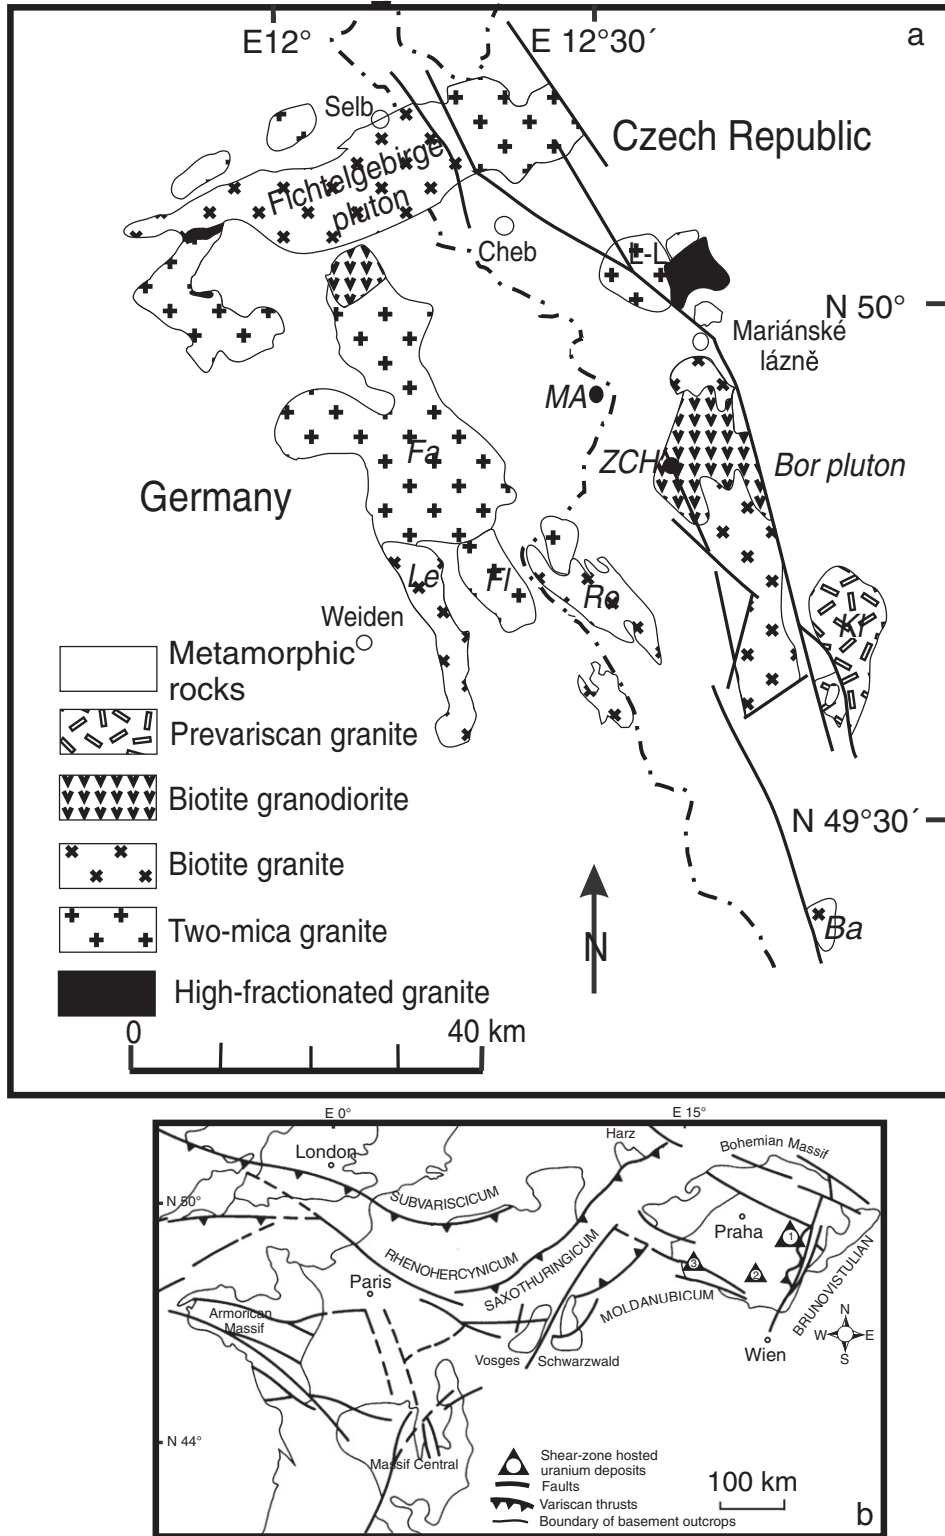 E12°
E 12°30´
a
Selb
Czech Republic
Fichtelgebirge
pluton
Cheb
L-L
N 50°
Mariánské
lázně
MA
Fa
ZCH
Bor pluton
Germany
Le
Fl
Ro
Kl
Weiden
Metamorphic
rocks
Prevariscan granite
Biotite granodiorite
N 49°30´
Biotite granite
Two-mica granite
Ba
N
High-fractionated granite
0
40 km
E 0°
E 15°
London
Harz
Bohemian Massif
N 50°
SUBVARISCICUM
Praha
1
RHENOHERCYNICUM
SAXOTHURINGICUM
3
2
BRUNOVISTULIAN
Paris
MOLDANUBICUM
Armorican
Massif
N
W
E
S
Wien
Vosges
Schwarzwald
N 44°
Massif Central
Shear-zone hosted
uranium deposits
Faults
Variscan thrusts
Boundary of basement outcrops
100 km
b